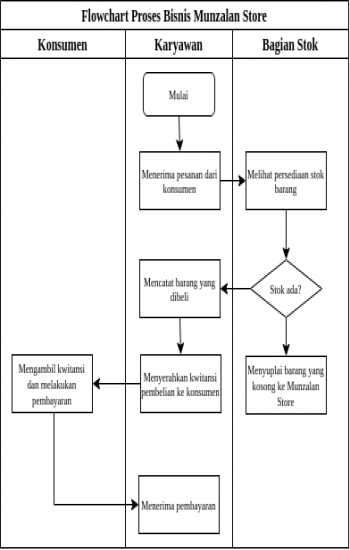 Flowchart Proses Bisnis Munzalan Store
Konsumen
Karyawan
Bagian Stok
Mulai
Menerima pesanan dari
konsumen
Melihat persediaan stok
barang
Stok ada?
Mencatat barang yang
dibeli
Menyerahkan kwitansi
pembelian ke konsumen
Menyuplai barang yang
kosong ke Munzalan
Store
Mengambil kwitansi
dan melakukan
pembayaran
Menerima pembayaran